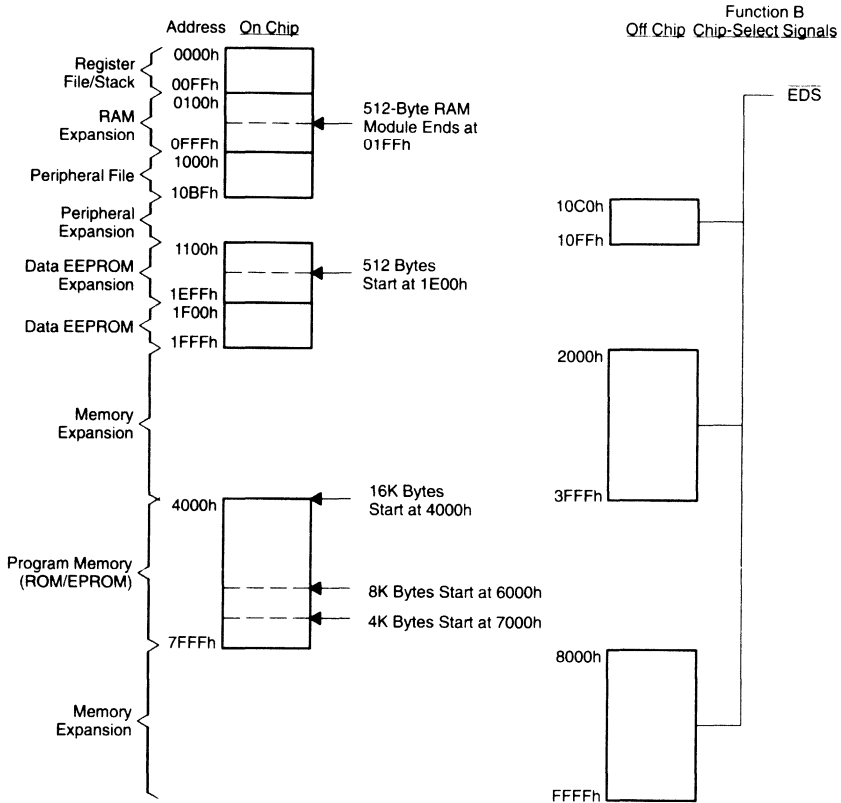 Function B
Address On Chip
Off Chip Chip-Select Signals
0000h
Register
File/Stack
00FFh
0100h
RAM
Expansion
512-Byte RAM
Module Ends at
01FFh
0FFFh
1000h
Peripheral File
10BFh
Peripheral
Expansion
1100h
Data EEPROM
Expansion
512 Bytes
Start at 1E00h
1EFFh
1F00h
Data EEPROM
1FFFh
Memory
Expansion
4000h
16K Bytes
Start at 4000h
Program Memory
(ROM/EPROM)
8K Bytes Start at 6000h
4K Bytes Start at 7000h
7FFFh
Memory
Expansion
EDS
10C0h
10FFh
2000h
3FFFh
8000h
FFFFh